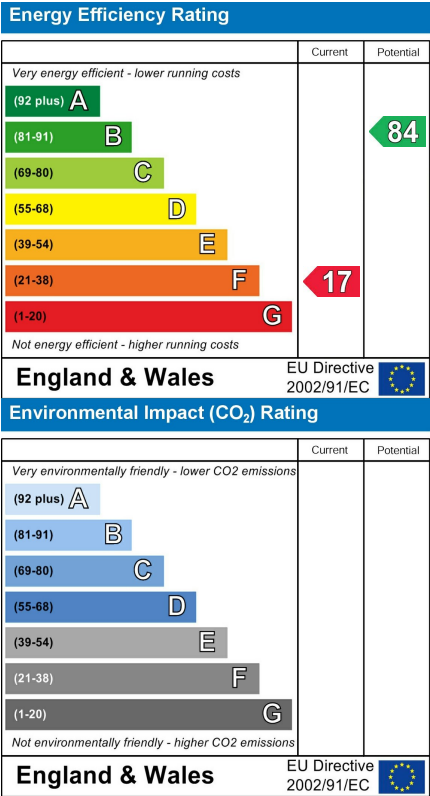 Energy Efficiency Rating
Current Potential
Very energy efficient - lower running costs
(92 plus) A
(81-91) B
84
(69-80) C
(55-68) D
(39-54) E
(21-38) F
17
(1-20) G
Not energy efficient - higher running costs
England & Wales
EU Directive
2002/91/EC
Environmental Impact (CO₂) Rating
Current Potential
Very environmentally friendly - lower CO2 emissions
(92 plus) A
(81-91) B
(69-80) C
(55-68) D
(39-54) E
(21-38) F
(1-20) G
Not environmentally friendly - higher CO2 emissions
England & Wales
EU Directive
2002/91/EC